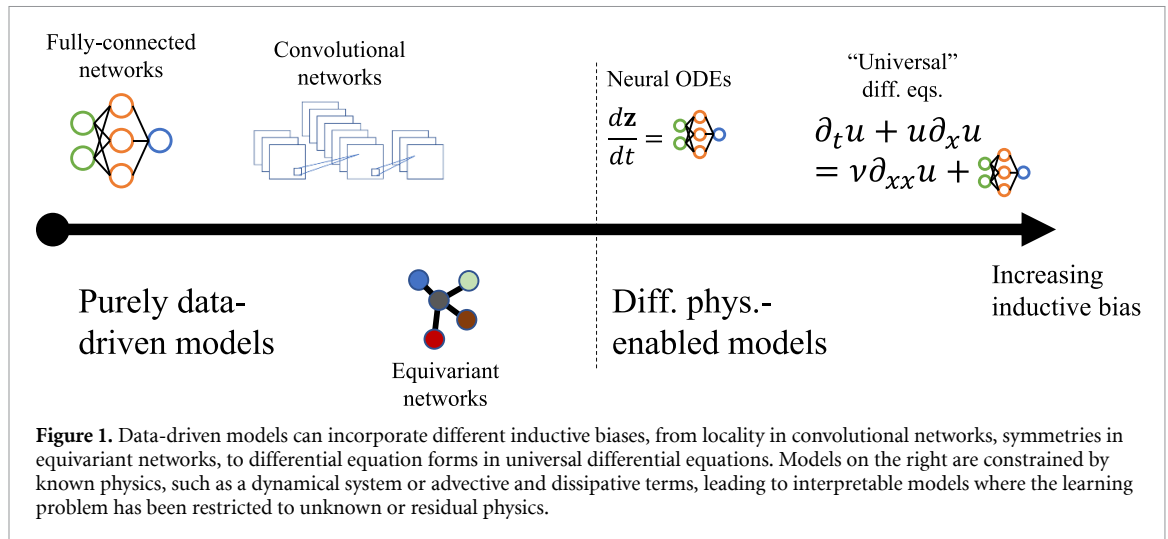 Fully-connected
networks
Convolutional
networks
Neural ODEs
d𝐳
dt
=
“Universal”
diff. eqs.
∂ₜu + u∂ₓu
= ν∂ₓₓu +
Purely data-
driven models
Equivariant
networks
Diff. phys.-
enabled models
Increasing
inductive bias
Figure 1. Data-driven models can incorporate different inductive biases, from locality in convolutional networks, symmetries in
equivariant networks, to differential equation forms in universal differential equations. Models on the right are constrained by
known physics, such as a dynamical system or advective and dissipative terms, leading to interpretable models where the learning
problem has been restricted to unknown or residual physics.